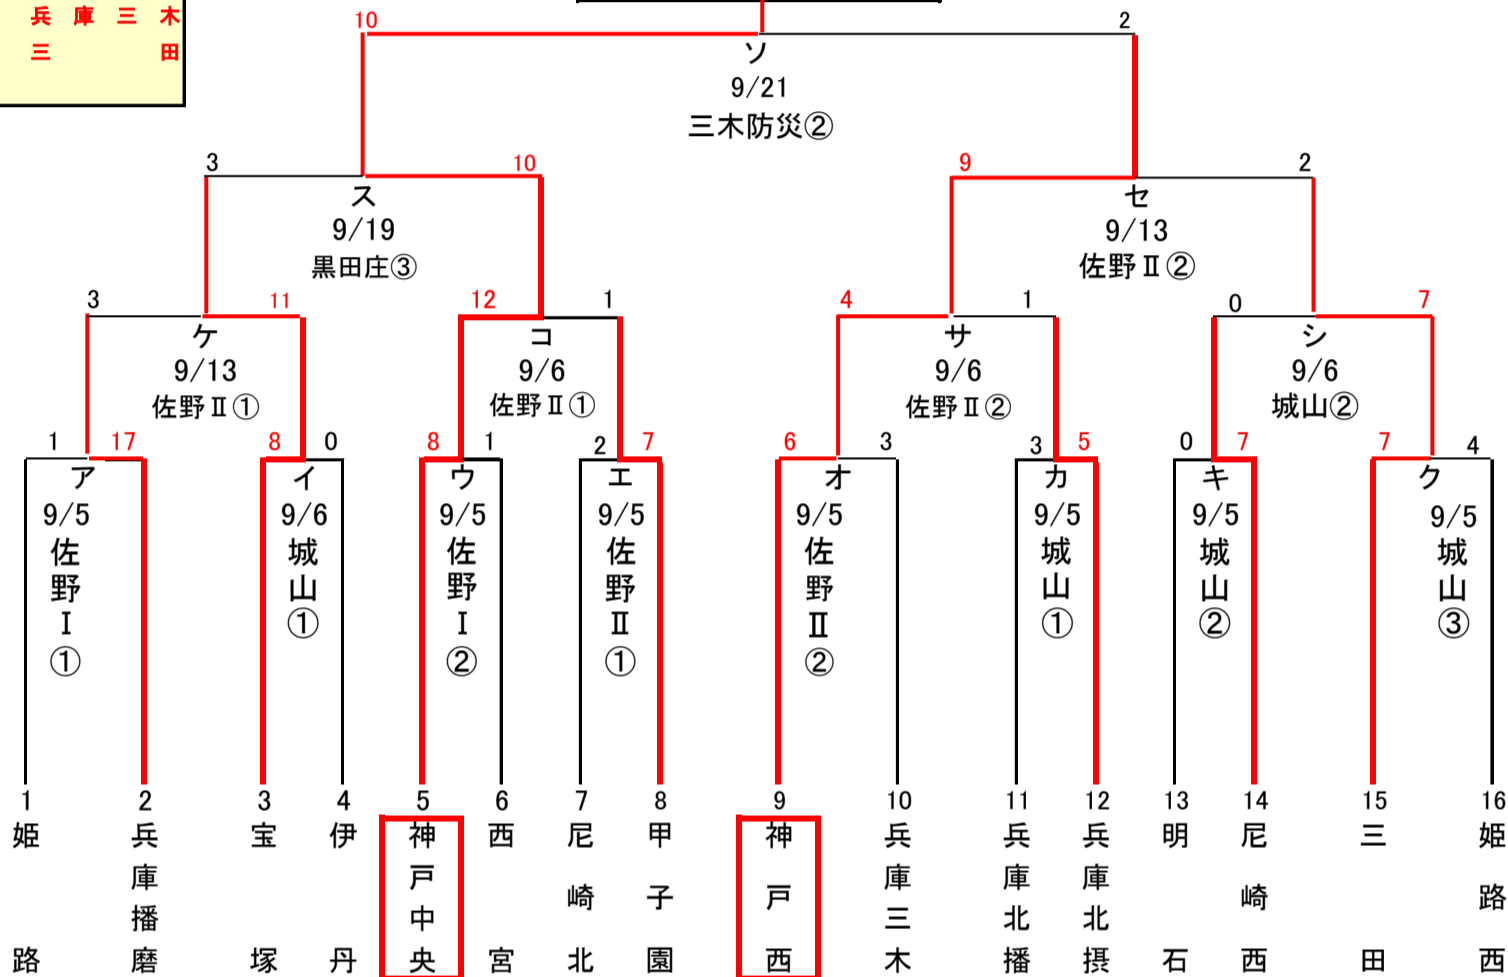 兵庫三木
三田
10 2
ソ
9/21
三木防災②
3 10 9 2
ス セ
9/19 9/13
黒田庄③ 佐野Ⅱ②
3 11 12 1 4 1 0 7
ケ コ サ シ
9/13 9/6 9/6 9/6
佐野Ⅱ① 佐野Ⅱ① 佐野Ⅱ② 城山②
1 17 8 0 8 1 2 7 6 3 3 5 0 7 7 4
ア イ ウ エ オ カ キ ク
9/5 9/6 9/5 9/5 9/5 9/5 9/5 9/5
佐野Ⅰ① 城山① 佐野Ⅰ② 佐野Ⅱ① 佐野Ⅱ② 城山① 城山② 城山③
1 2 3 4 5 6 7 8 9 10 11 12 13 14 15 16
姫路
兵庫播磨
宝塚
伊丹
神戸中央
西宮
尼崎北
甲子園
神戸西
兵庫三木
兵庫北播
兵庫北摂
明石
尼崎西
三田
姫路西